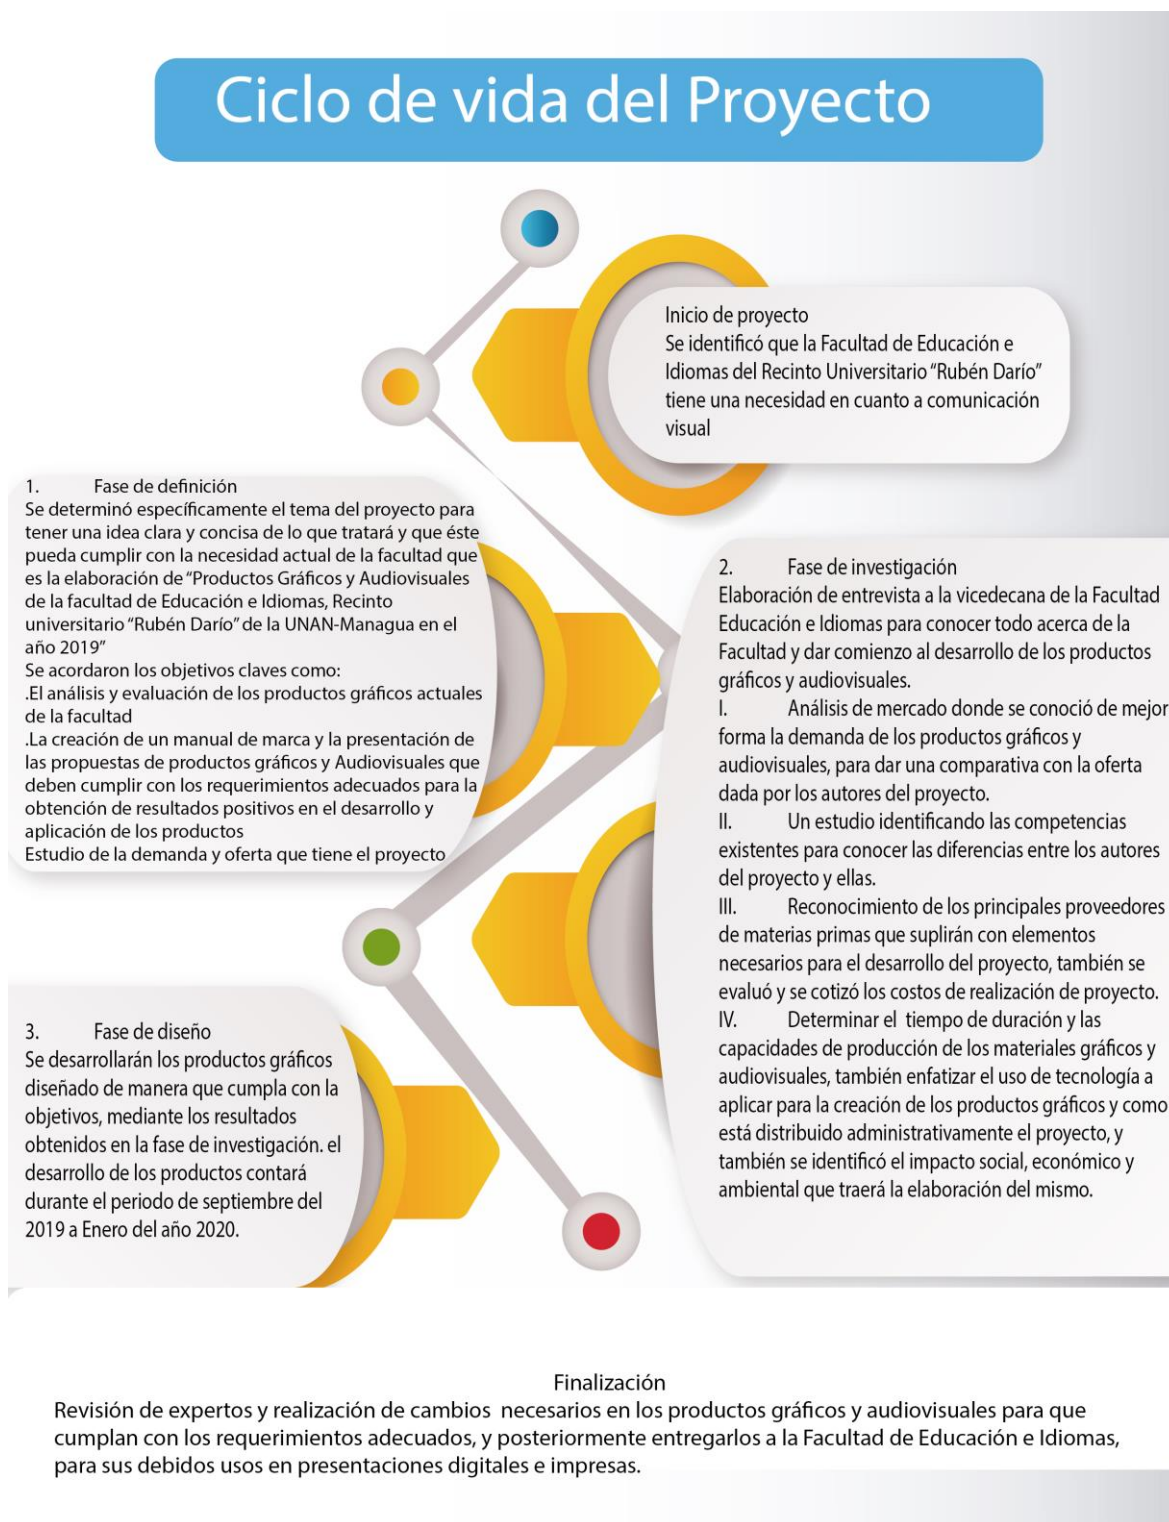 Ciclo de vida del Proyecto
Inicio de proyecto
Se identificó que la Facultad de Educación e
Idiomas del Recinto Universitario “Rubén Darío”
tiene una necesidad en cuanto a comunicación
visual
1. Fase de definición
Se determinó específicamente el tema del proyecto para
tener una idea clara y concisa de lo que tratará y que éste
pueda cumplir con la necesidad actual de la facultad que
es la elaboración de “Productos Gráficos y Audiovisuales
de la facultad de Educación e Idiomas, Recinto
universitario “Rubén Darío” de la UNAN-Managua en el
año 2019”
Se acordaron los objetivos claves como:
.El análisis y evaluación de los productos gráficos actuales
de la facultad
.La creación de un manual de marca y la presentación de
las propuestas de productos gráficos y Audiovisuales que
deben cumplir con los requerimientos adecuados para la
obtención de resultados positivos en el desarrollo y
aplicación de los productos
Estudio de la demanda y oferta que tiene el proyecto
2. Fase de investigación
Elaboración de entrevista a la vicedecana de la Facultad
Educación e Idiomas para conocer todo acerca de la
Facultad y dar comienzo al desarrollo de los productos
gráficos y audiovisuales.
I. Análisis de mercado donde se conoció de mejor
forma la demanda de los productos gráficos y
audiovisuales, para dar una comparativa con la oferta
dada por los autores del proyecto.
II. Un estudio identificando las competencias
existentes para conocer las diferencias entre los autores
del proyecto y ellas.
III. Reconocimiento de los principales proveedores
de materias primas que suplirán con elementos
necesarios para el desarrollo del proyecto, también se
evaluó y se cotizó los costos de realización de proyecto.
IV. Determinar el tiempo de duración y las
capacidades de producción de los materiales gráficos y
audiovisuales, también enfatizar el uso de tecnología a
aplicar para la creación de los productos gráficos y como
está distribuido administrativamente el proyecto, y
también se identificó el impacto social, económico y
ambiental que traerá la elaboración del mismo.
3. Fase de diseño
Se desarrollarán los productos gráficos
diseñado de manera que cumpla con la
objetivos, mediante los resultados
obtenidos en la fase de investigación. el
desarrollo de los productos contará
durante el periodo de septiembre del
2019 a Enero del año 2020.
Finalización
Revisión de expertos y realización de cambios necesarios en los productos gráficos y audiovisuales para que
cumplan con los requerimientos adecuados, y posteriormente entregarlos a la Facultad de Educación e Idiomas,
para sus debidos usos en presentaciones digitales e impresas.